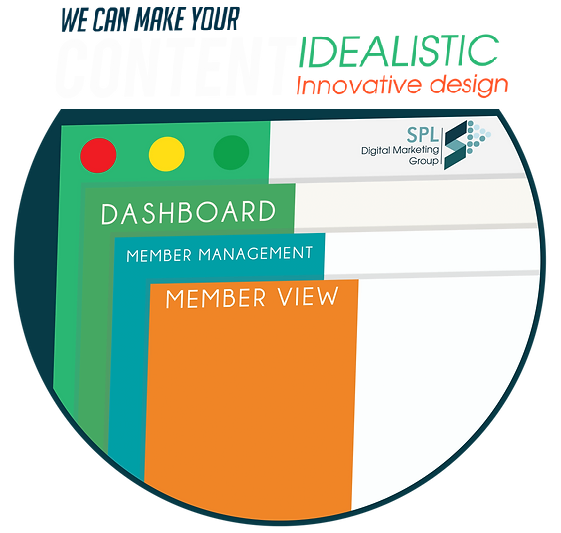 WE CAN MAKE YOUR
CONTENT
IDEALISTIC
Innovative design
SPL
Digital Marketing
Group
DASHBOARD
MEMBER MANAGEMENT
MEMBER VIEW